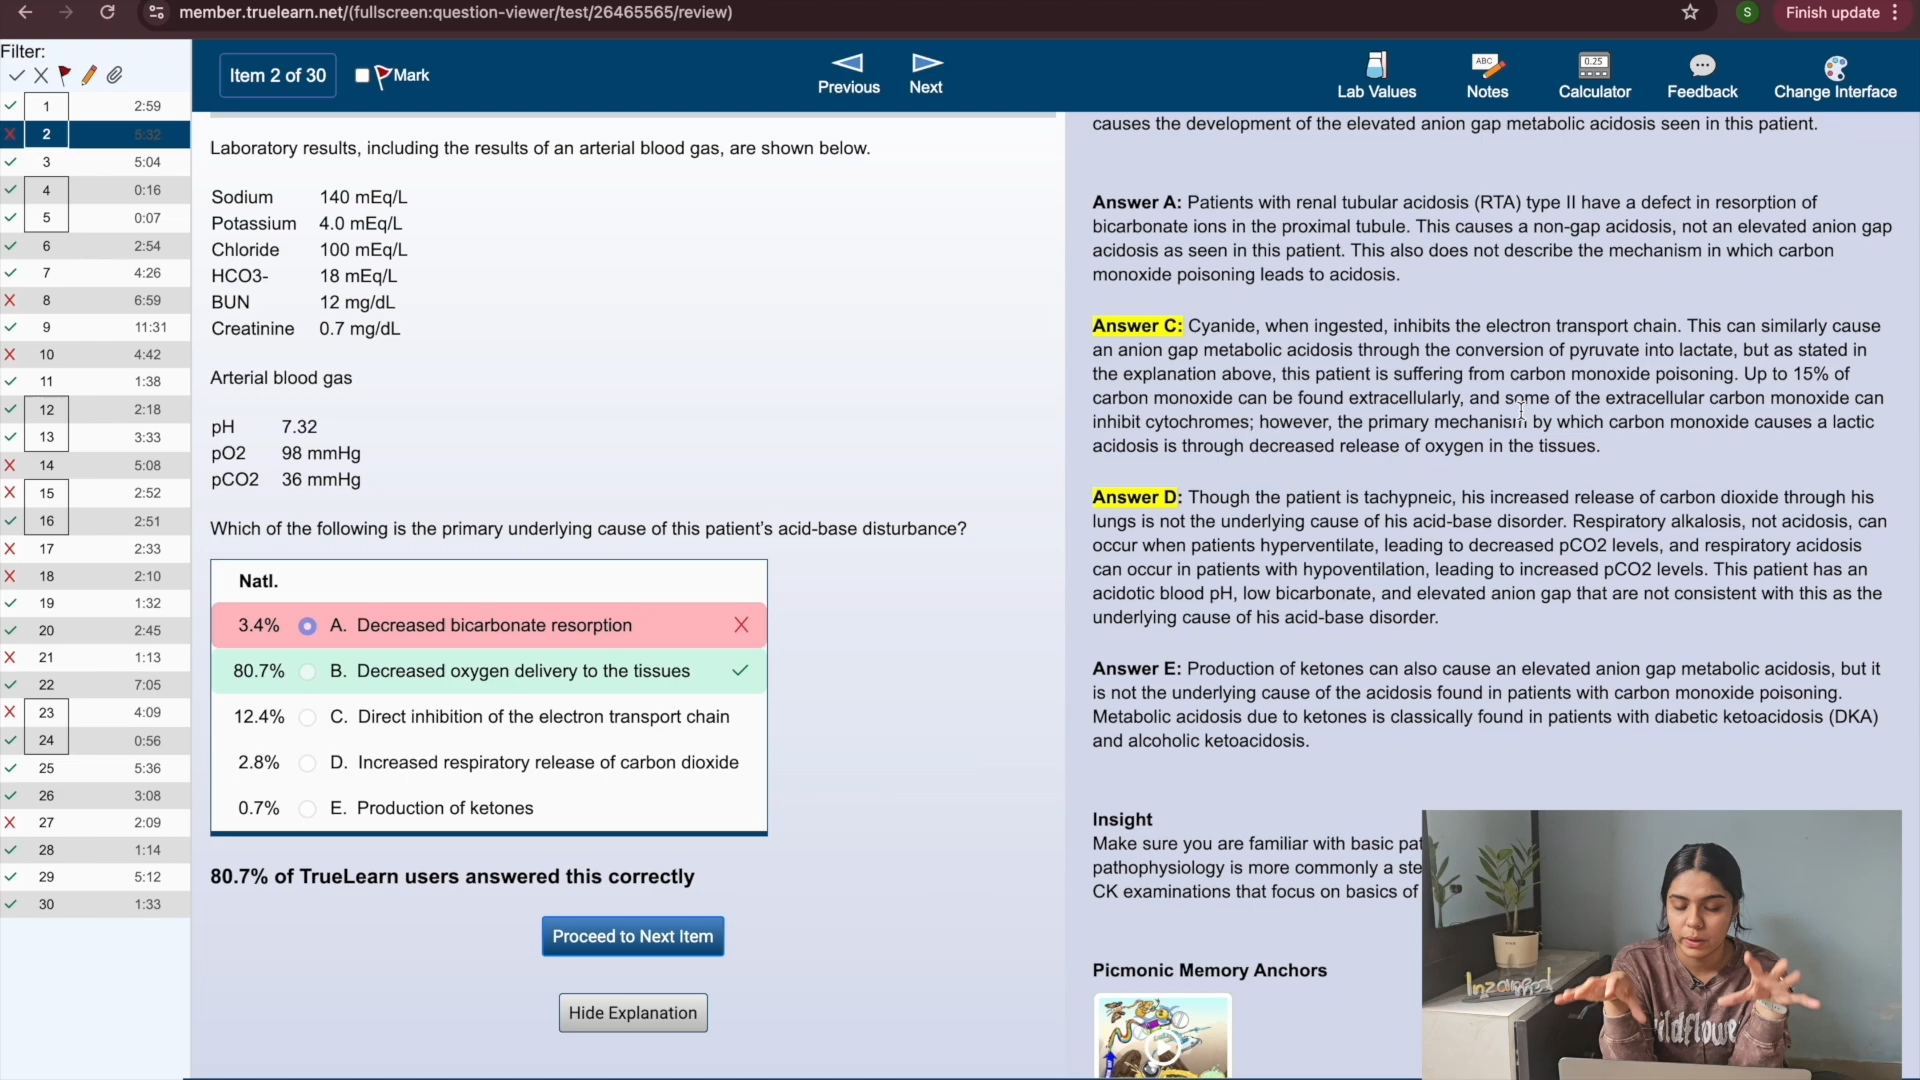 member.truelearn.net/(fullscreen:question-viewer/test/26465565/review)
S
Finish update
Filter:
1 2:59
2 5:32
3 5:04
4 0:16
5 0:07
6 2:54
7 4:26
8 6:59
9 11:31
10 4:42
11 1:38
12 2:18
13 3:33
14 5:08
15 2:52
16 2:51
17 2:33
18 2:10
19 1:32
20 2:45
21 1:13
22 7:05
23 4:09
24 0:56
25 5:36
26 3:08
27 2:09
28 1:14
29 5:12
30 1:33
Item 2 of 30
Mark
Previous
Next
Lab Values
ABC
Notes
0.25
Calculator
Feedback
Change Interface
Laboratory results, including the results of an arterial blood gas, are shown below.
Sodium 140 mEq/L
Potassium 4.0 mEq/L
Chloride 100 mEq/L
HCO3- 18 mEq/L
BUN 12 mg/dL
Creatinine 0.7 mg/dL
Arterial blood gas
pH 7.32
pO2 98 mmHg
pCO2 36 mmHg
Which of the following is the primary underlying cause of this patient's acid-base disturbance?
Natl.
3.4% A. Decreased bicarbonate resorption
80.7% B. Decreased oxygen delivery to the tissues
12.4% C. Direct inhibition of the electron transport chain
2.8% D. Increased respiratory release of carbon dioxide
0.7% E. Production of ketones
80.7% of TrueLearn users answered this correctly
Proceed to Next Item
Hide Explanation
causes the development of the elevated anion gap metabolic acidosis seen in this patient.
Answer A: Patients with renal tubular acidosis (RTA) type II have a defect in resorption of
bicarbonate ions in the proximal tubule. This causes a non-gap acidosis, not an elevated anion gap
acidosis as seen in this patient. This also does not describe the mechanism in which carbon
monoxide poisoning leads to acidosis.
Answer C: Cyanide, when ingested, inhibits the electron transport chain. This can similarly cause
an anion gap metabolic acidosis through the conversion of pyruvate into lactate, but as stated in
the explanation above, this patient is suffering from carbon monoxide poisoning. Up to 15% of
carbon monoxide can be found extracellularly, and some of the extracellular carbon monoxide can
inhibit cytochromes; however, the primary mechanism by which carbon monoxide causes a lactic
acidosis is through decreased release of oxygen in the tissues.
Answer D: Though the patient is tachypneic, his increased release of carbon dioxide through his
lungs is not the underlying cause of his acid-base disorder. Respiratory alkalosis, not acidosis, can
occur when patients hyperventilate, leading to decreased pCO2 levels, and respiratory acidosis
can occur in patients with hypoventilation, leading to increased pCO2 levels. This patient has an
acidotic blood pH, low bicarbonate, and elevated anion gap that are not consistent with this as the
underlying cause of his acid-base disorder.
Answer E: Production of ketones can also cause an elevated anion gap metabolic acidosis, but it
is not the underlying cause of the acidosis found in patients with carbon monoxide poisoning.
Metabolic acidosis due to ketones is classically found in patients with diabetic ketoacidosis (DKA)
and alcoholic ketoacidosis.
Insight
Make sure you are familiar with basic pat
pathophysiology is more commonly a ste
CK examinations that focus on basics of
Picmonic Memory Anchors